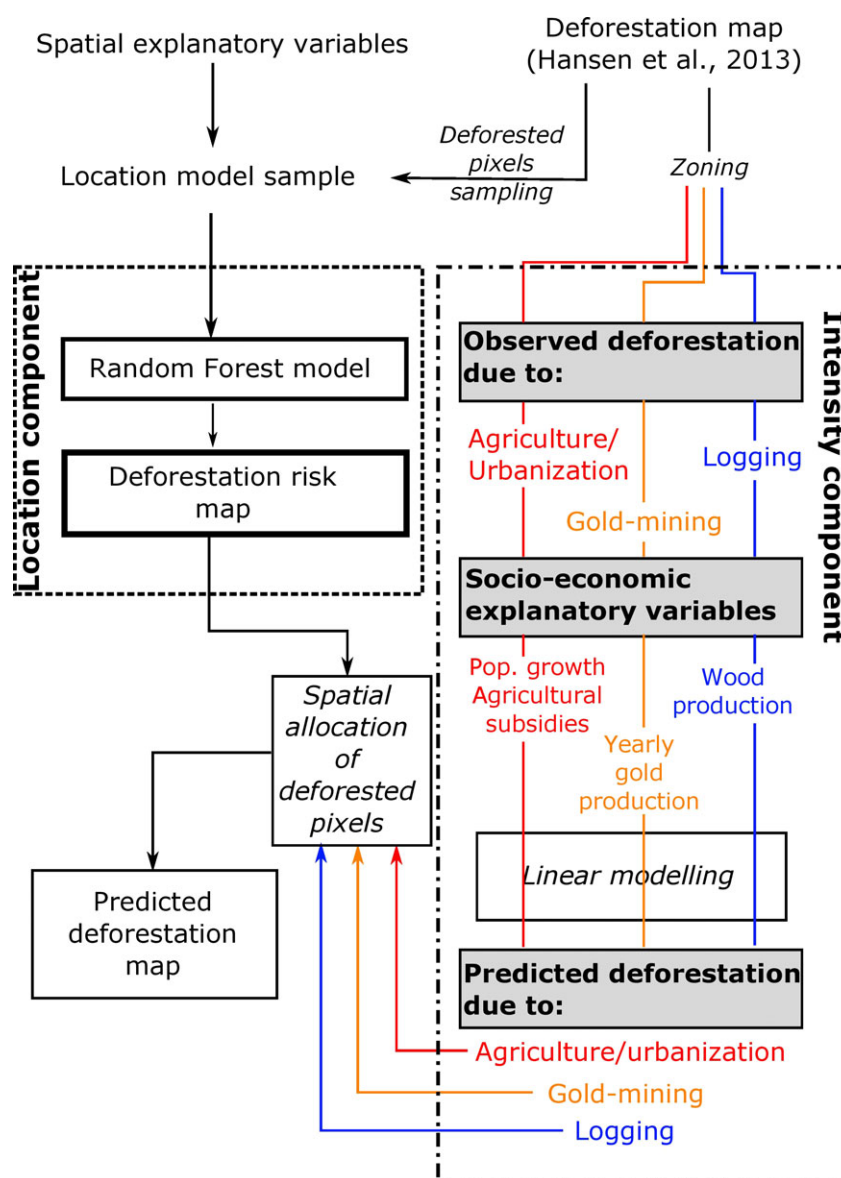 Spatial explanatory variables
Deforestation map
(Hansen et al., 2013)
Deforested
pixels
sampling
Zoning
Location model sample
Location component
Random Forest model
Deforestation risk
map
Intensity component
Observed deforestation
due to:
Agriculture/
Urbanization
Logging
Gold-mining
Socio-economic
explanatory variables
Pop. growth
Agricultural
subsidies
Wood
production
Yearly
gold
production
Spatial
allocation
of
deforested
pixels
Linear modelling
Predicted
deforestation
map
Predicted deforestation
due to:
Agriculture/urbanization
Gold-mining
Logging